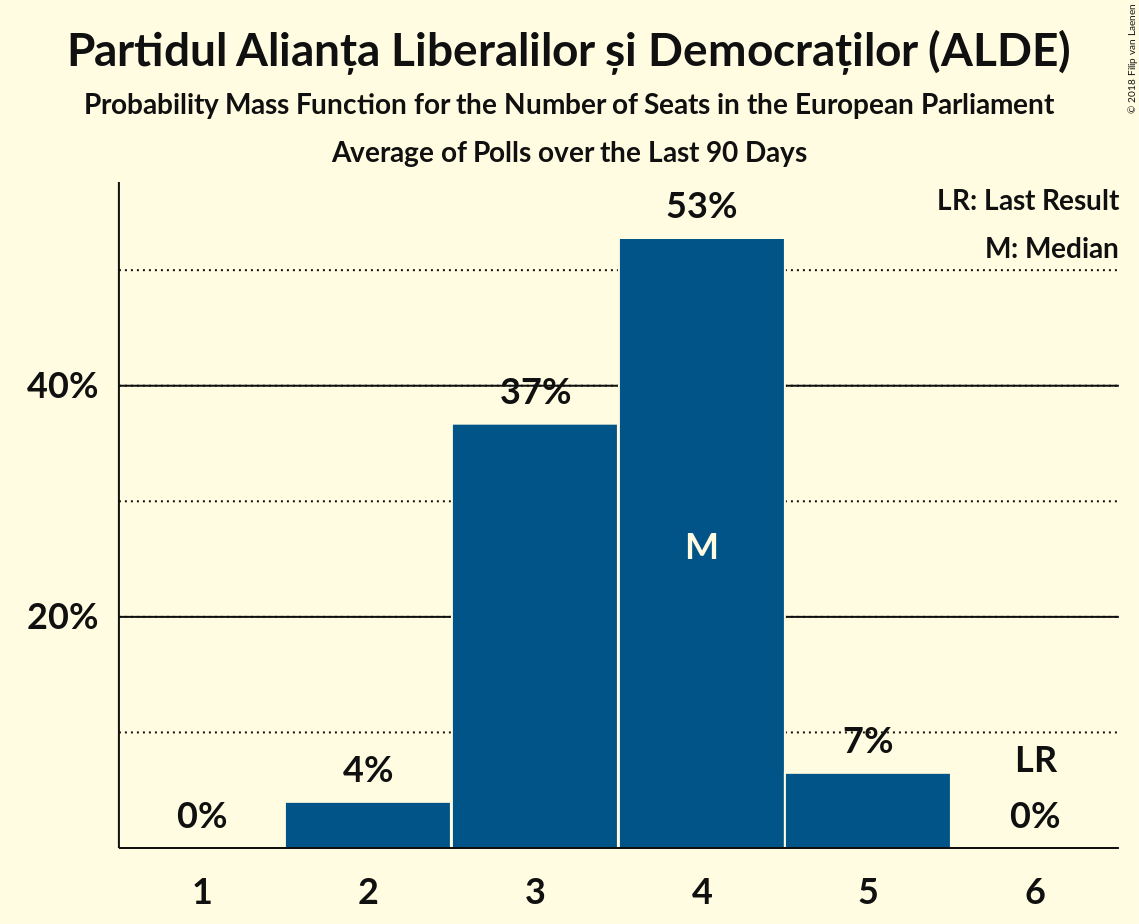 Partidul Alianța Liberalilor și Democraților (ALDE)
Probability Mass Function for the Number of Seats in the European Parliament
Average of Polls over the Last 90 Days
© 2018 Filip van Laenen
LR: Last Result
M: Median
53%
40%
37%
M
20%
7%
4%
LR
0%
0%
1 2 3 4 5 6